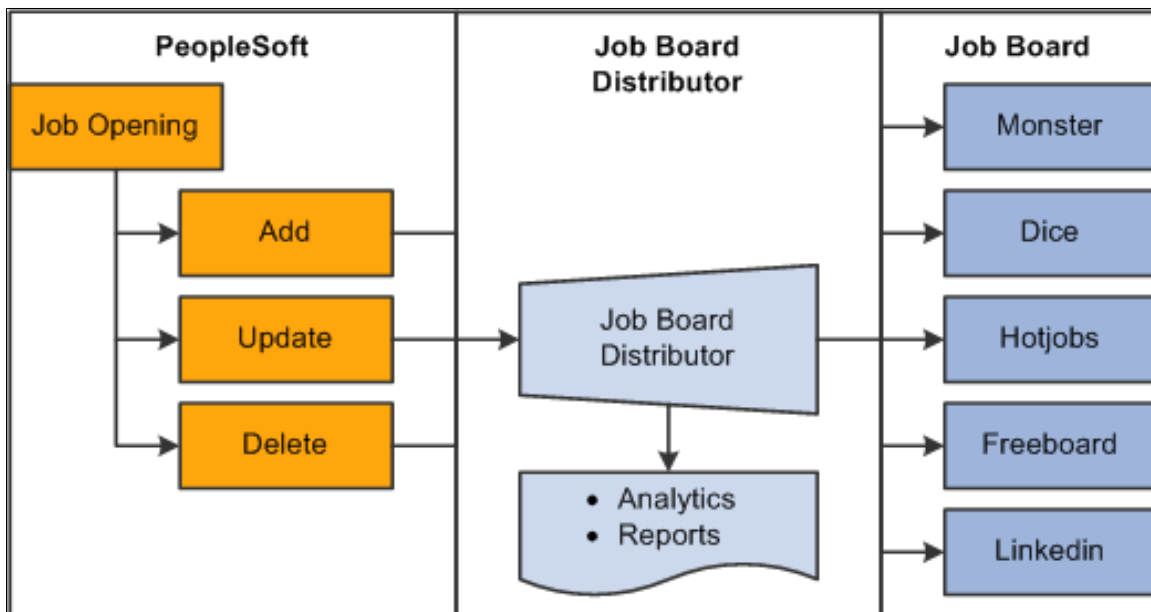 PeopleSoft
Job Opening
Add
Update
Delete
Job Board
Distributor
Job Board
Distributor
• Analytics
• Reports
Job Board
Monster
Dice
Hotjobs
Freeboard
Linkedin